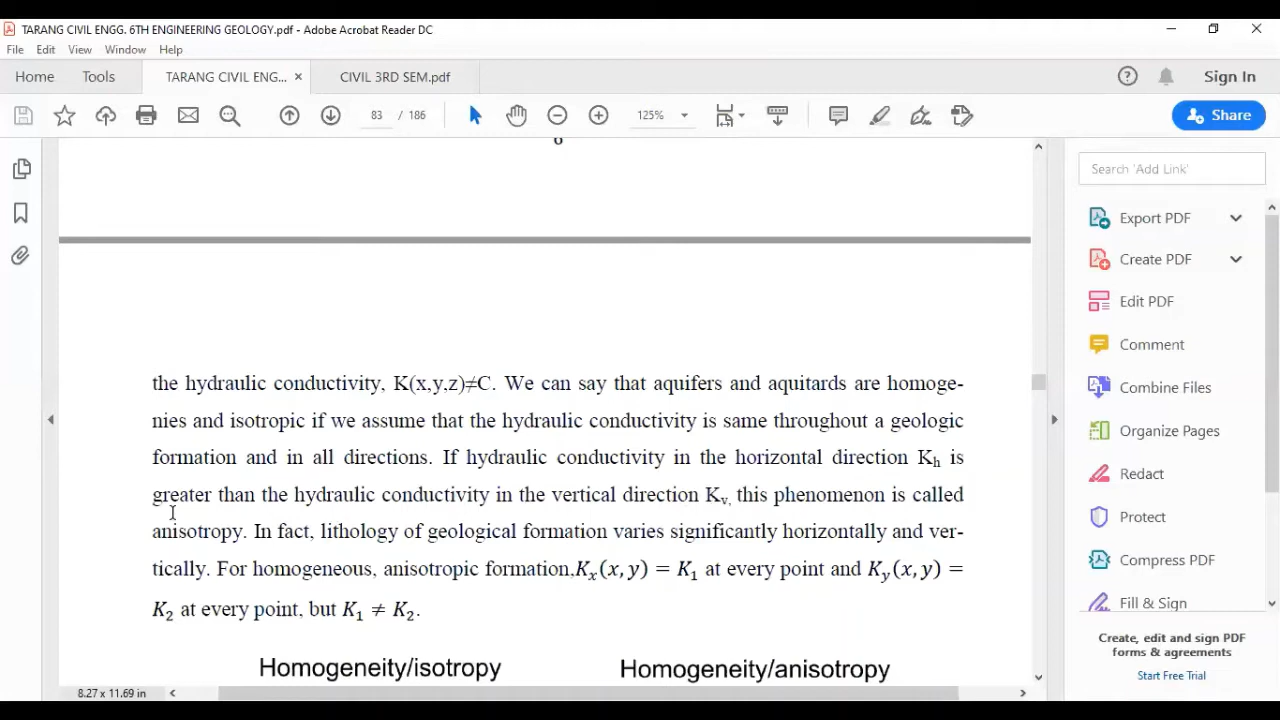 TARANG CIVIL ENGG. 6TH ENGINEERING GEOLOGY.pdf - Adobe Acrobat Reader DC
File Edit View Window Help
Home Tools TARANG CIVIL ENG... × CIVIL 3RD SEM.pdf Sign In
83 / 186 125% Share
the hydraulic conductivity, K(x,y,z)≠C. We can say that aquifers and aquitards are homoge-
nies and isotropic if we assume that the hydraulic conductivity is same throughout a geologic
formation and in all directions. If hydraulic conductivity in the horizontal direction Kh is
greater than the hydraulic conductivity in the vertical direction Kv, this phenomenon is called
anisotropy. In fact, lithology of geological formation varies significantly horizontally and ver-
tically. For homogeneous, anisotropic formation,Kx(x,y) = K1 at every point and Ky(x,y) =
K2 at every point, but K1 ≠ K2.
Homogeneity/isotropy Homogeneity/anisotropy
8.27 x 11.69 in
Search 'Add Link'
Export PDF
Create PDF
Edit PDF
Comment
Combine Files
Organize Pages
Redact
Protect
Compress PDF
Fill & Sign
Create, edit and sign PDF
forms & agreements
Start Free Trial